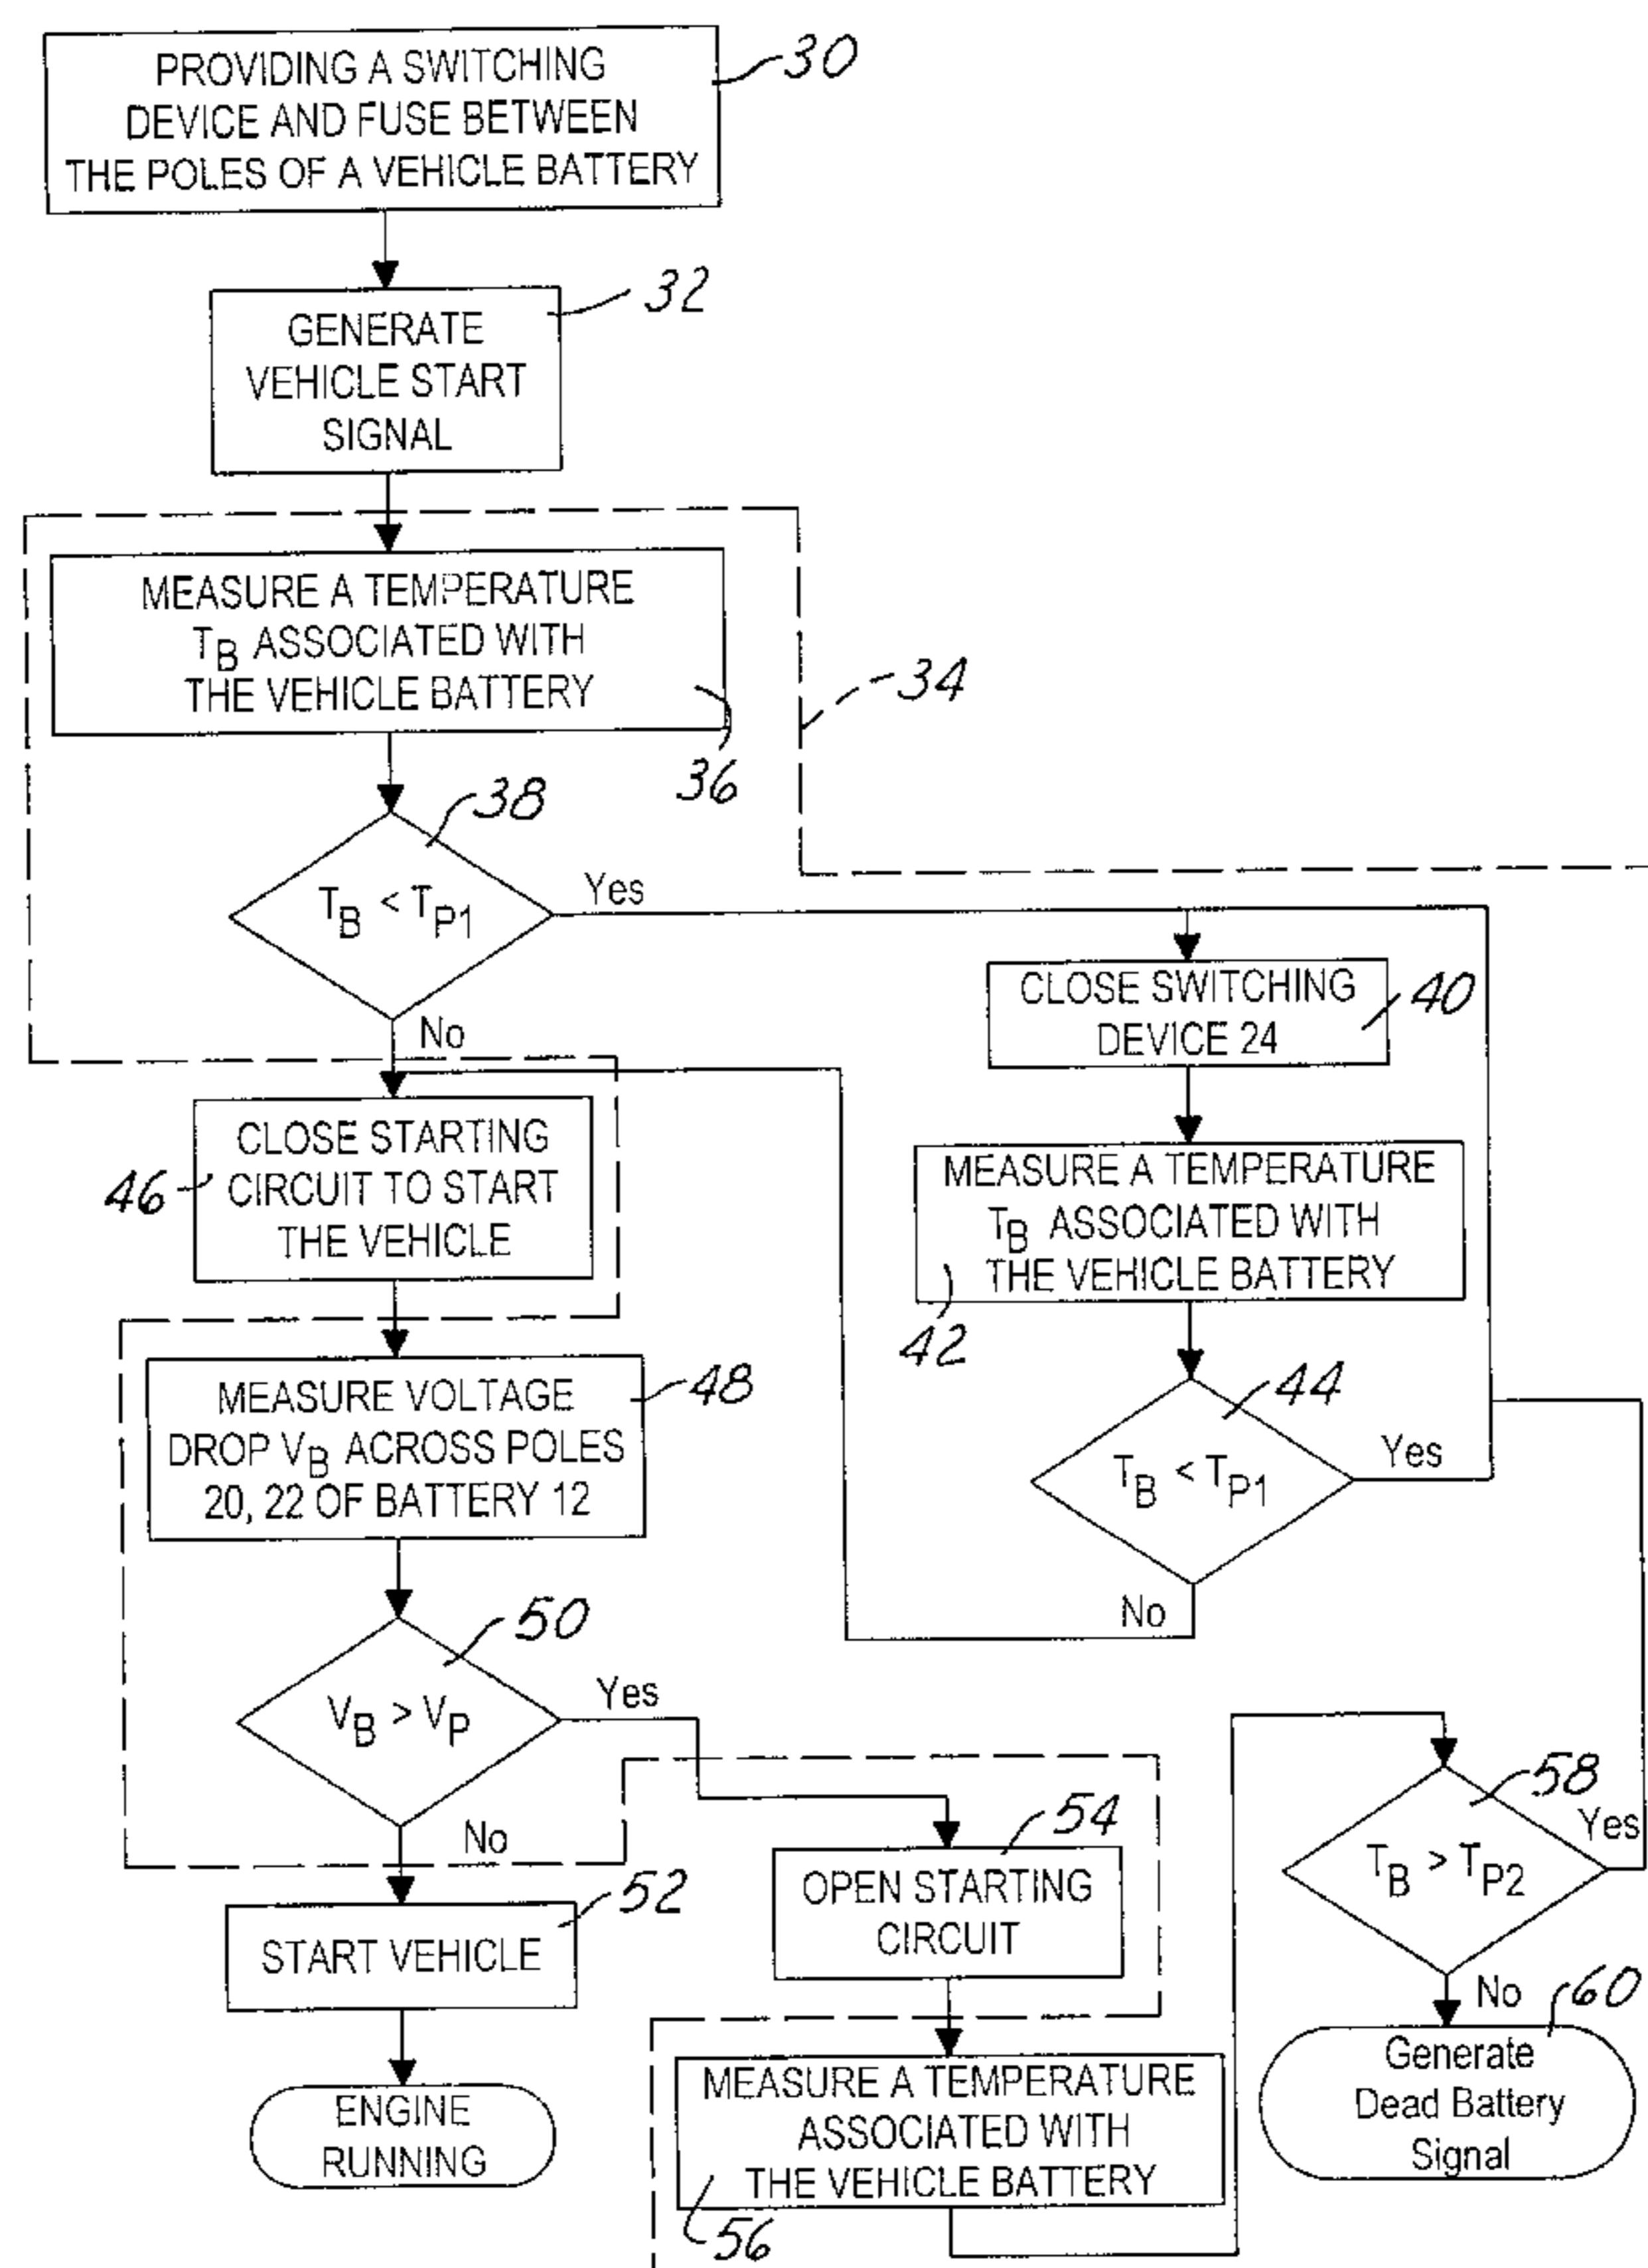 PROVIDING A SWITCHING
DEVICE AND FUSE BETWEEN
THE POLES OF A VEHICLE BATTERY
30
GENERATE
VEHICLE START
SIGNAL
32
MEASURE A TEMPERATURE
TB ASSOCIATED WITH
THE VEHICLE BATTERY
36
34
38
TB < TP1
Yes
No
CLOSE SWITCHING
DEVICE 24
40
CLOSE STARTING
CIRCUIT TO START
THE VEHICLE
46
MEASURE A TEMPERATURE
TB ASSOCIATED WITH
THE VEHICLE BATTERY
42
44
TB < TP1
Yes
No
MEASURE VOLTAGE
DROP VB ACROSS POLES
20, 22 OF BATTERY 12
48
50
VB > VP
Yes
No
54
OPEN STARTING
CIRCUIT
58
TB > TP2
Yes
No
52
START VEHICLE
ENGINE
RUNNING
MEASURE A TEMPERATURE
ASSOCIATED WITH
THE VEHICLE BATTERY
56
60
Generate
Dead Battery
Signal